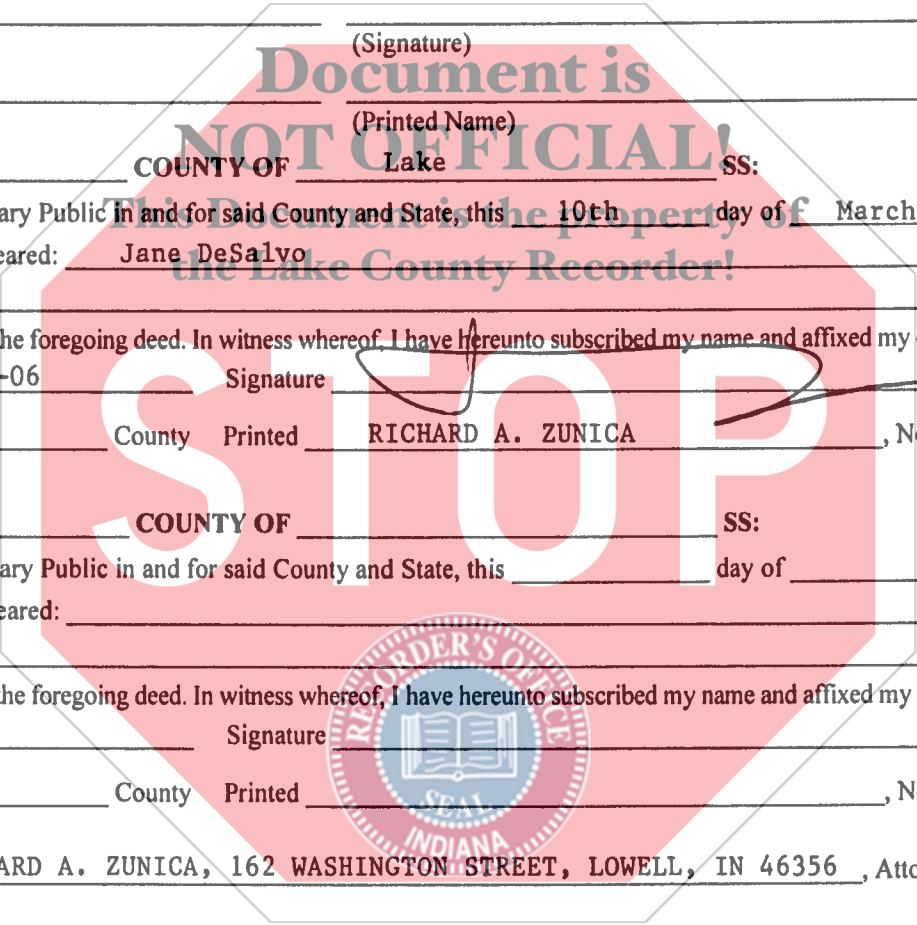 (Signature)
Document is
(Printed Name)
NOT OFFICIAL!
COUNTY OF Lake SS:
ary Public in and for said County and State, this 10th day of March
This Document is the property of
eared: Jane DeSalvo
the Lake County Recorder!
he foregoing deed. In witness whereof, I have hereunto subscribed my name and affixed my
-06 Signature
STOP
County Printed RICHARD A. ZUNICA , No
COUNTY OF SS:
ary Public in and for said County and State, this day of
eared:
RECORDER'S OFFICE
the foregoing deed. In witness whereof, I have hereunto subscribed my name and affixed my
Signature
SEAL
County Printed , No
INDIANA
ARD A. ZUNICA, 162 WASHINGTON STREET, LOWELL, IN 46356 , Atto